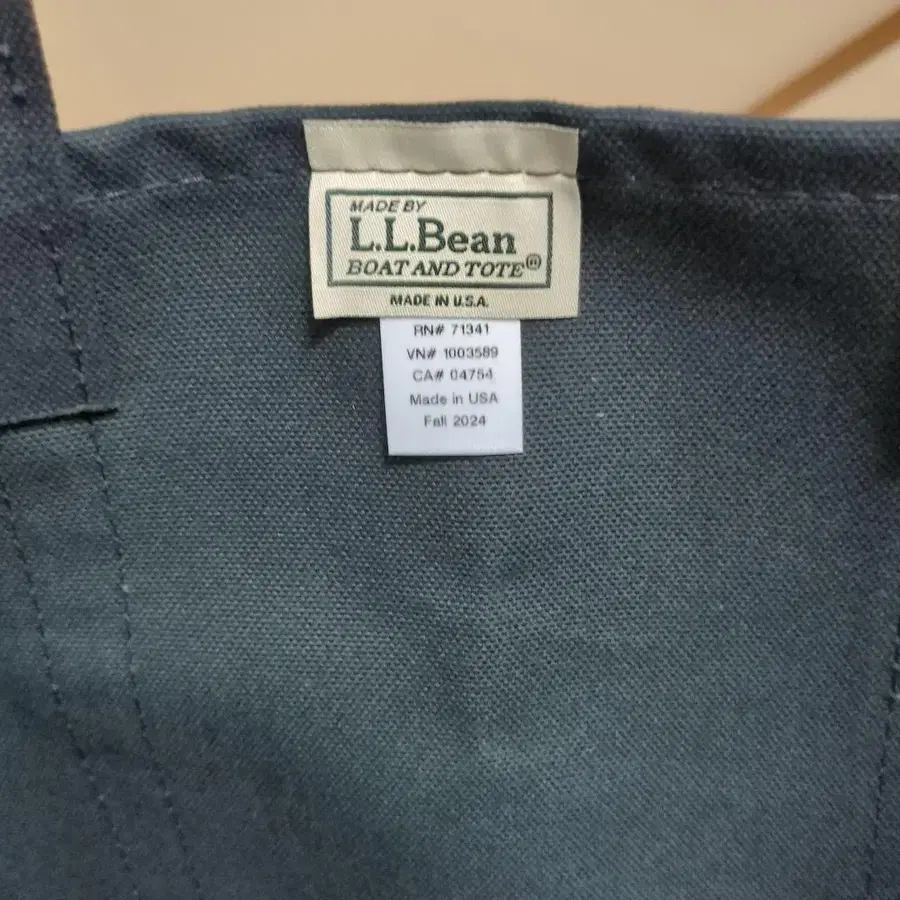 MADE BY
L.L.Bean
BOAT AND TOTE®
MADE IN U.S.A.
RN# 71341
VN# 1003589
CA# 04754
Made in USA
Fall 2024